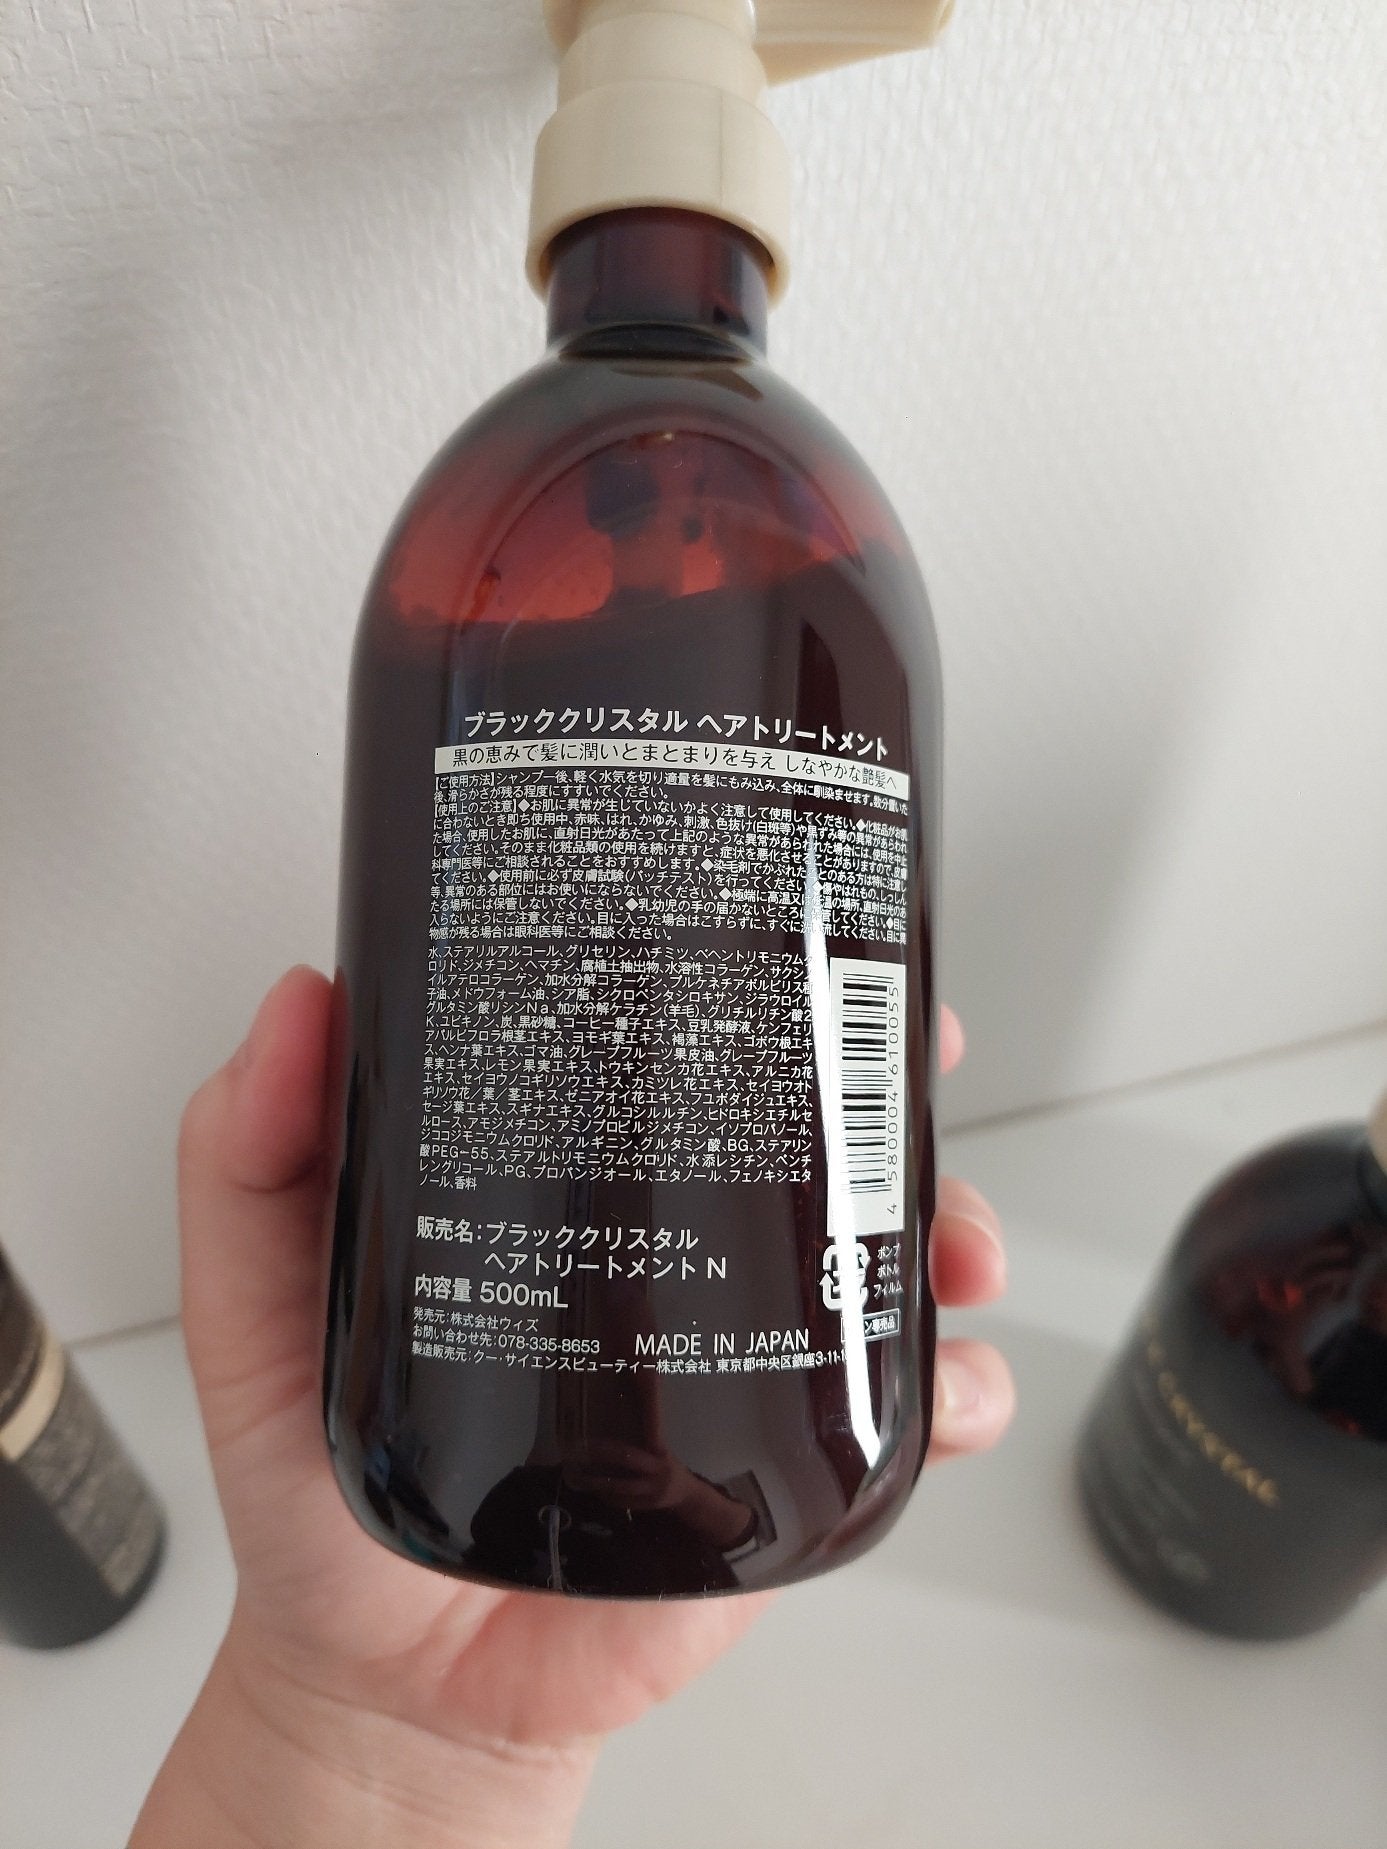 ブラッククリスタル ヘアトリートメント
黒の恵みで髪に潤いとまとまりを与え しなやかな艶髪へ
【ご使用方法】シャンプー後、軽く水気を切り適量を髪にもみ込み、全体に馴染ませます。数分置いた
後、滑らかさが残る程度にすすいでください。
【使用上のご注意】◆お肌に異常が生じていないかよく注意して使用してください。◆化粧品がお肌
に合わないとき即ち使用中、赤味、はれ、かゆみ、刺激、色抜け(白斑等)や黒ずみ等の異常があらわれ
た場合、使用したお肌に、直射日光があたって上記のような異常があらわれた場合には、使用を中止
してください。そのまま化粧品類の使用を続けますと、症状を悪化させることがありますので、皮膚
科専門医等にご相談されることをおすすめします。◆染毛剤でかぶれたことのある方は特に注意し
てください。◆使用前に必ず皮膚試験(パッチテスト)を行ってください。◆傷やはれもの、しっしん
等、異常のある部位にはお使いにならないでください。◆極端に高温又は低温の場所、直射日光のあ
たる場所には保管しないでください。◆乳幼児の手の届かないところに保管してください。◆目に
入らないようにご注意ください。目に入った場合はこすらずに、すぐに洗い流してください。目に異
物感が残る場合は眼科医等にご相談ください。
水、ステアリルアルコール、グリセリン、ハチミツ、ベヘントリモニウムク
ロリド、ジメチコン、ヘマチン、腐植土抽出物、水溶性コラーゲン、サクシニ
イルアテロコラーゲン、加水分解コラーゲン、プルケネチアボルビリス種
子油、メドウフォーム油、シア脂、シクロペンタシロキサン、ジラウロイル
グルタミン酸リシンNa、加水分解ケラチン(羊毛)、グリチルリチン酸2
K、ユビキノン、炭、黒砂糖、コーヒー種子エキス、豆乳発酵液、ケンフェリ
アパルビフロラ根茎エキス、ヨモギ葉エキス、褐藻エキス、ゴボウ根エキ
ス、ヘンナ葉エキス、ゴマ油、グレープフルーツ果皮油、グレープフルーツ
果実エキス、レモン果実エキス、トウキンセンカ花エキス、アルニカ花
エキス、セイヨウノコギリソウエキス、カミツレ花エキス、セイヨウオト
ギリソウ花/葉/茎エキス、ゼニアオイ花エキス、フユボダイジュエキス、
セージ葉エキス、スギナエキス、グルコシルルチン、ヒドロキシエチルセ
ルロース、アモジメチコン、アミノプロピルジメチコン、イソプロパノール、
ジココジモニウムクロリド、アルギニン、グルタミン酸、BG、ステアリン
酸PEG-55、ステアルトリモニウムクロリド、水添レシチン、ペンチ
レングリコール、PG、プロパンジオール、エタノール、フェノキシエタ
ノール、香料
4 580004 610055
販売名:ブラッククリスタル
ヘアトリートメント N
内容量 500mL
ポンプ
ボトル
フィルム
発売元:株式会社ウィズ
お問い合わせ先:078-335-8653
MADE IN JAPAN
ン専売品
製造販売元:クー・サイエンスビューティー株式会社 東京都中央区銀座3-11-1
CRYSTAL